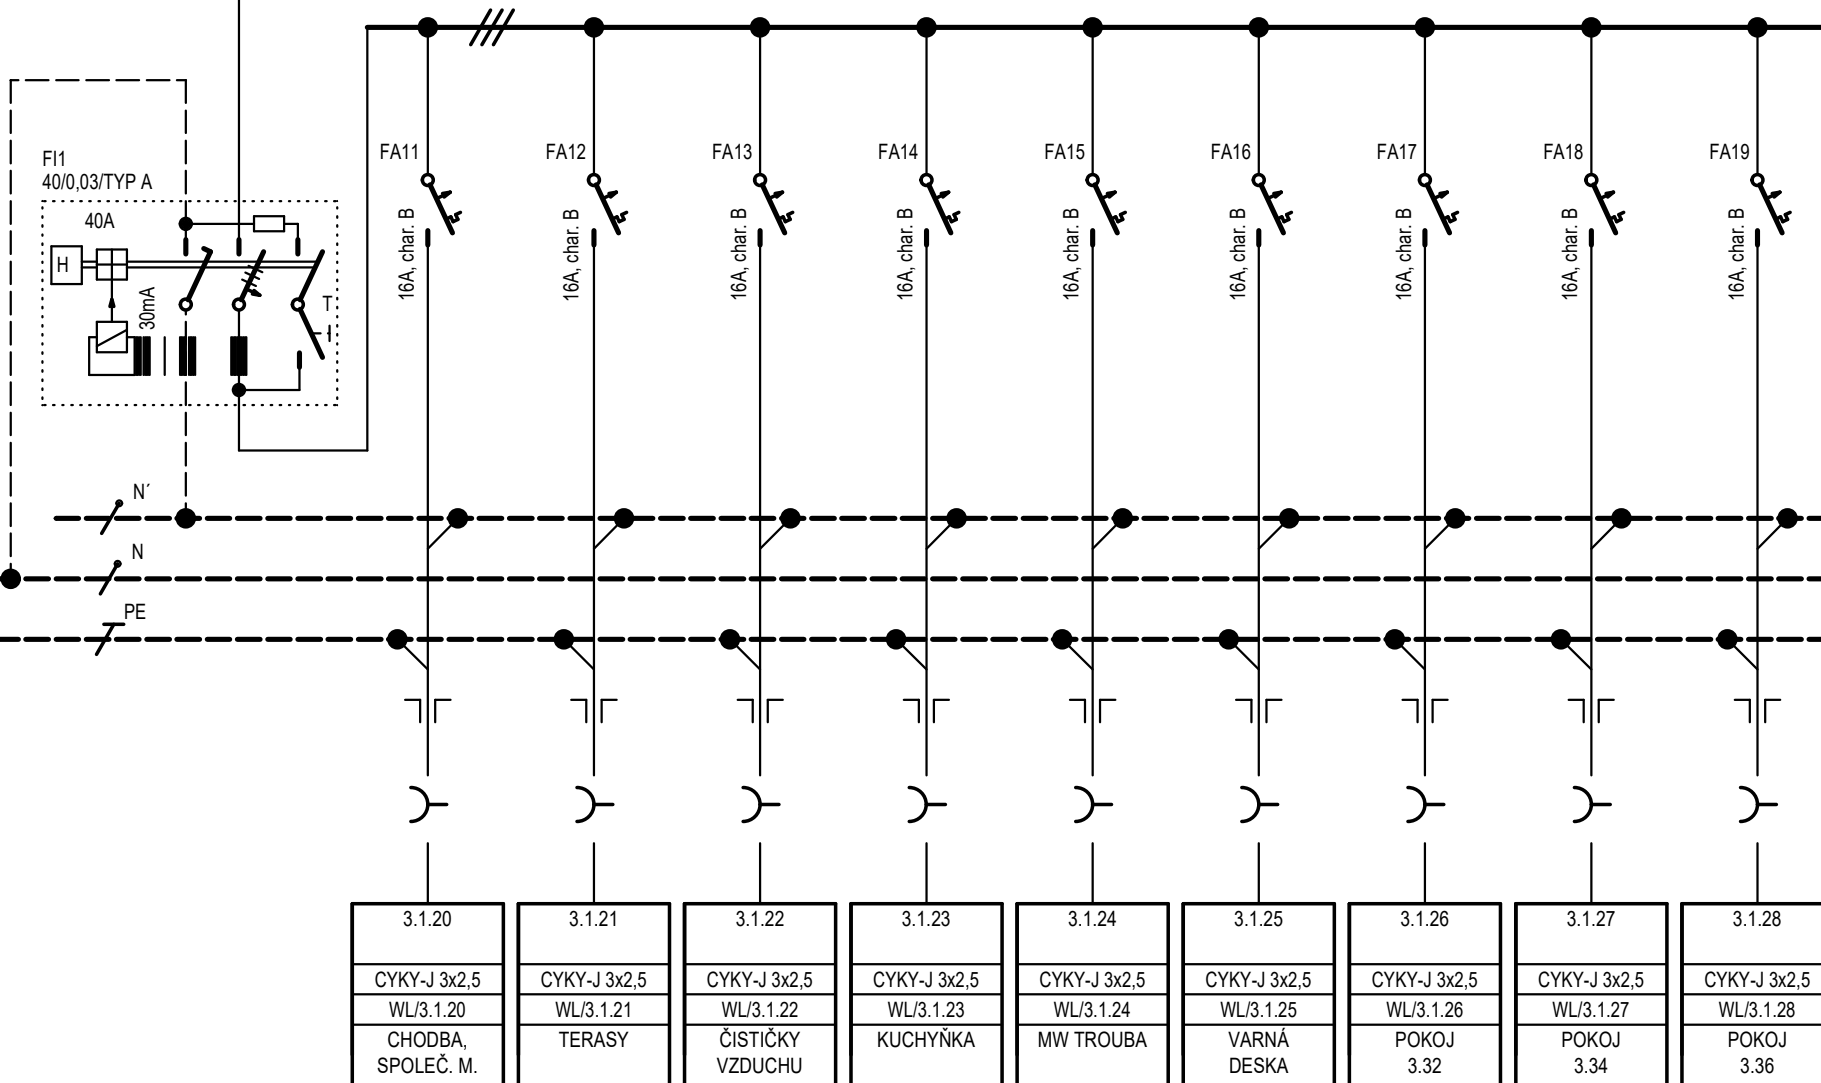 FI1
40/0,03/TYP A
40A
H
30mA
T
FA11
FA12
FA13
FA14
FA15
FA16
FA17
FA18
FA19
16A, char. B
16A, char. B
16A, char. B
16A, char. B
16A, char. B
16A, char. B
16A, char. B
16A, char. B
16A, char. B
N´
N
PE
3.1.20
3.1.21
3.1.22
3.1.23
3.1.24
3.1.25
3.1.26
3.1.27
3.1.28
CYKY-J 3x2,5
CYKY-J 3x2,5
CYKY-J 3x2,5
CYKY-J 3x2,5
CYKY-J 3x2,5
CYKY-J 3x2,5
CYKY-J 3x2,5
CYKY-J 3x2,5
CYKY-J 3x2,5
WL/3.1.20
WL/3.1.21
WL/3.1.22
WL/3.1.23
WL/3.1.24
WL/3.1.25
WL/3.1.26
WL/3.1.27
WL/3.1.28
CHODBA,
SPOLEČ. M.
TERASY
ČISTIČKY
VZDUCHU
KUCHYŇKA
MW TROUBA
VARNÁ
DESKA
POKOJ
3.32
POKOJ
3.34
POKOJ
3.36